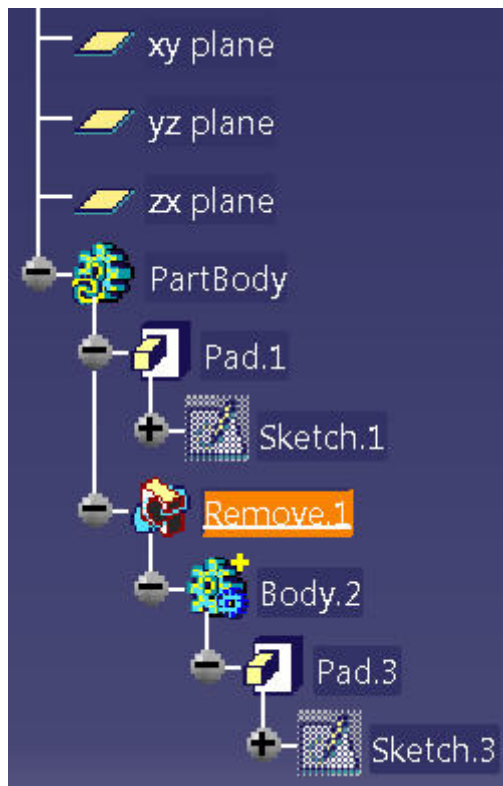 xy plane
yz plane
zx plane
PartBody
Pad.1
Sketch.1
Remove.1
Body.2
Pad.3
Sketch.3